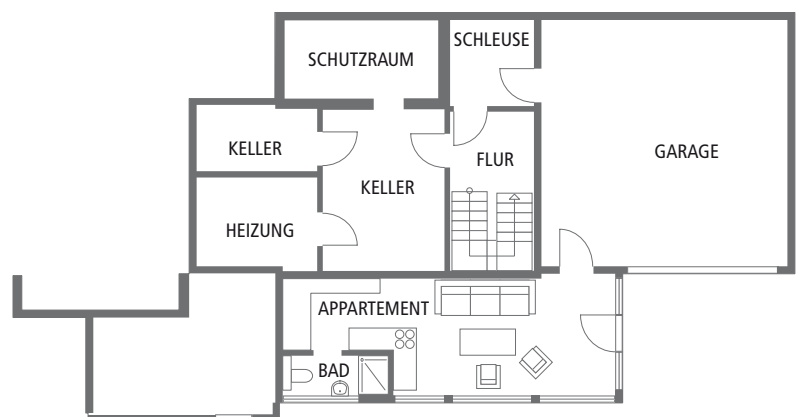 SCHLEUSE
SCHUTZRAUM
KELLER
FLUR
GARAGE
KELLER
HEIZUNG
APPARTEMENT
BAD